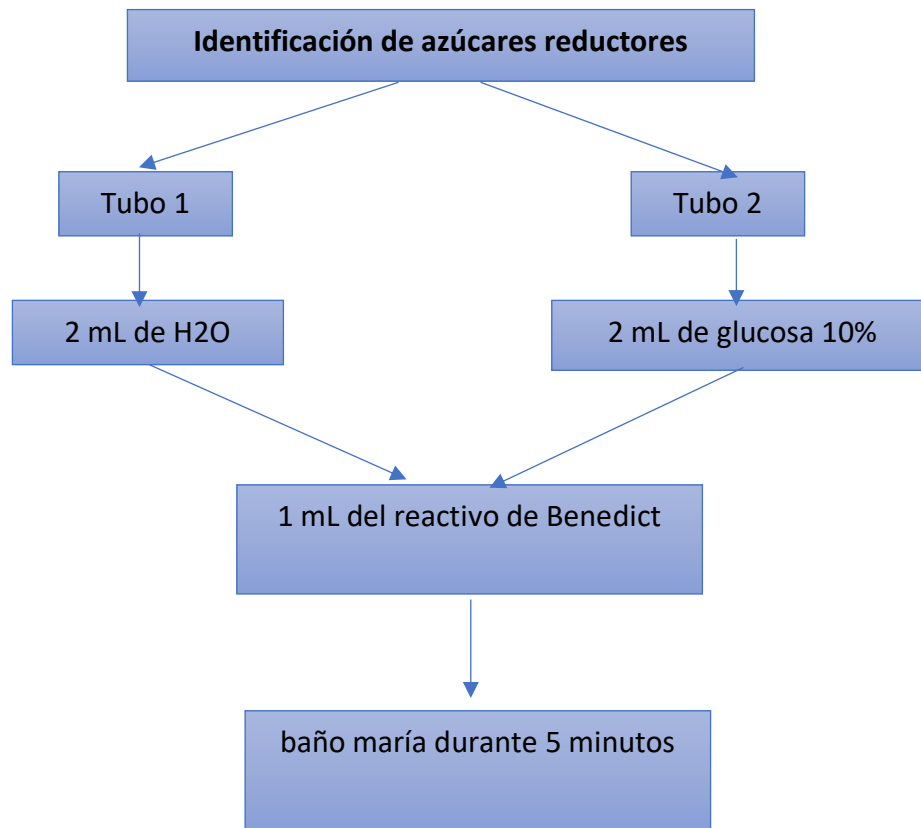 Identificación de azúcares reductores
Tubo 1
Tubo 2
2 mL de H2O
2 mL de glucosa 10%
1 mL del reactivo de Benedict
baño maría durante 5 minutos